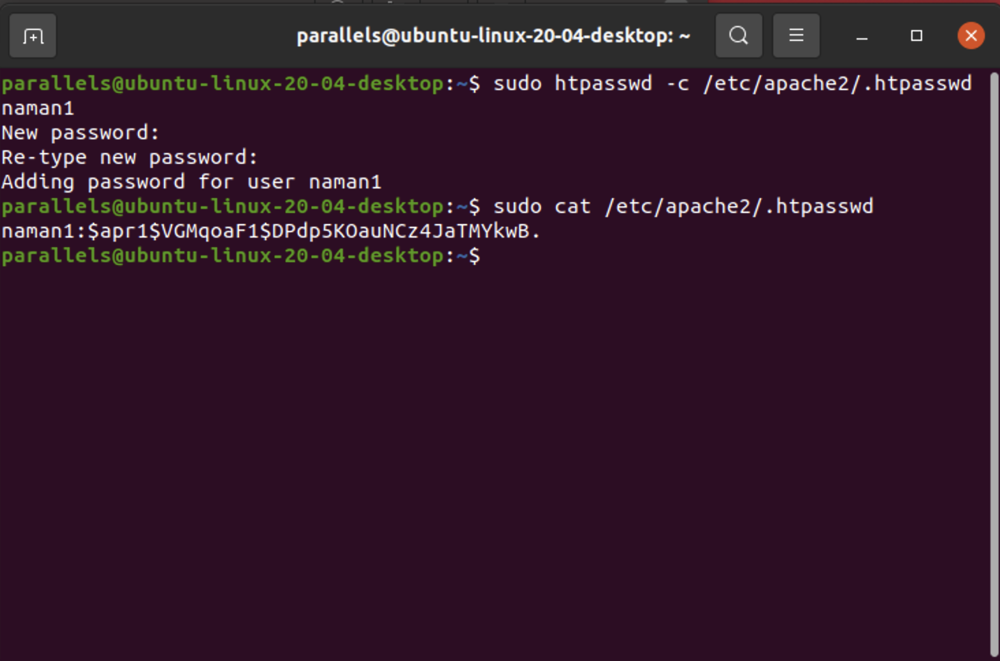 parallels@ubuntu-linux-20-04-desktop: ~
parallels@ubuntu-linux-20-04-desktop:~$ sudo htpasswd -c /etc/apache2/.htpasswd
naman1
New password:
Re-type new password:
Adding password for user naman1
parallels@ubuntu-linux-20-04-desktop:~$ sudo cat /etc/apache2/.htpasswd
naman1:$apr1$VGMqoaF1$DPdp5KOauNCz4JaTMYkwB.
parallels@ubuntu-linux-20-04-desktop:~$